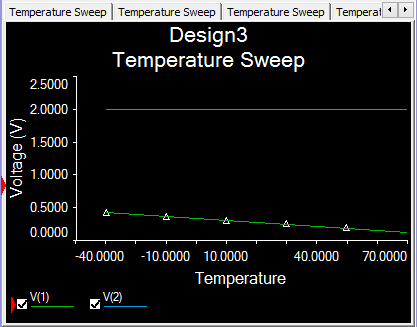 Temperature Sweep Temperature Sweep Temperature Sweep
Design3
Temperature Sweep
2.5000
2.0000
1.5000
1.0000
0.5000
0.0000
Voltage (V)
-40.0000 -10.0000 10.0000 40.0000 70.0000
Temperature
V(1) V(2)